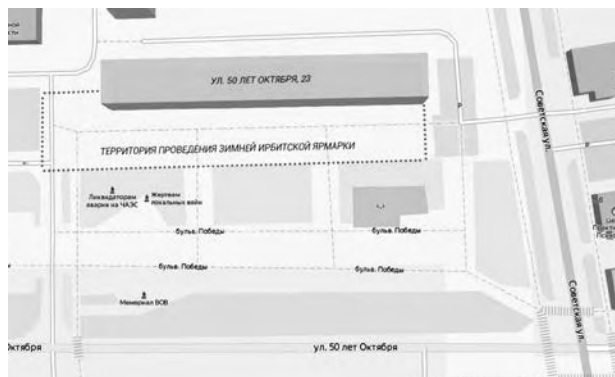 УЛ. 50 ЛЕТ ОКТЯБРЯ, 23
Советская ул.
ТЕРРИТОРИЯ ПРОВЕДЕНИЯ ЗИМНЕЙ ИРБИТСКОЙ ЯРМАРКИ
Ликвидаторам
аварии на ЧАЭС
Жертвам
локальных войн
бульв. Победы
бульв. Победы
бульв. Победы
бульв. Победы
Мемориал ВОВ
Советская ул.
Октября
ул. 50 лет Октября